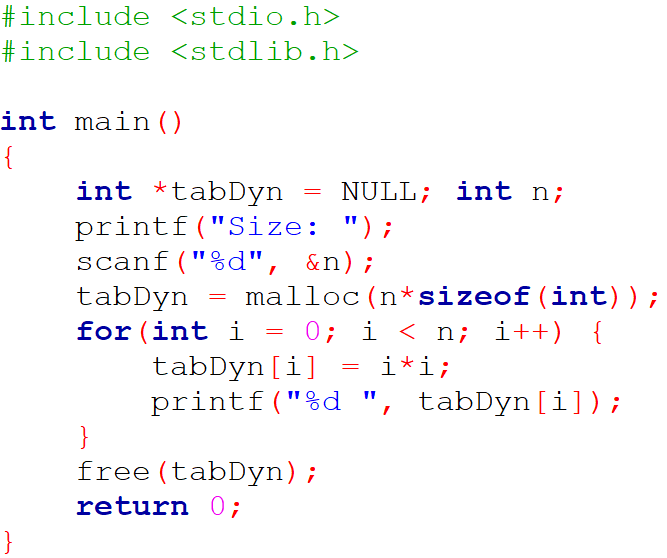 #include <stdio.h>
#include <stdlib.h>
int main()
{
int *tabDyn = NULL; int n;
printf("Size: ");
scanf("%d", &n);
tabDyn = malloc(n*sizeof(int));
for(int i = 0; i < n; i++) {
tabDyn[i] = i*i;
printf("%d ", tabDyn[i]);
}
free(tabDyn);
return 0;
}